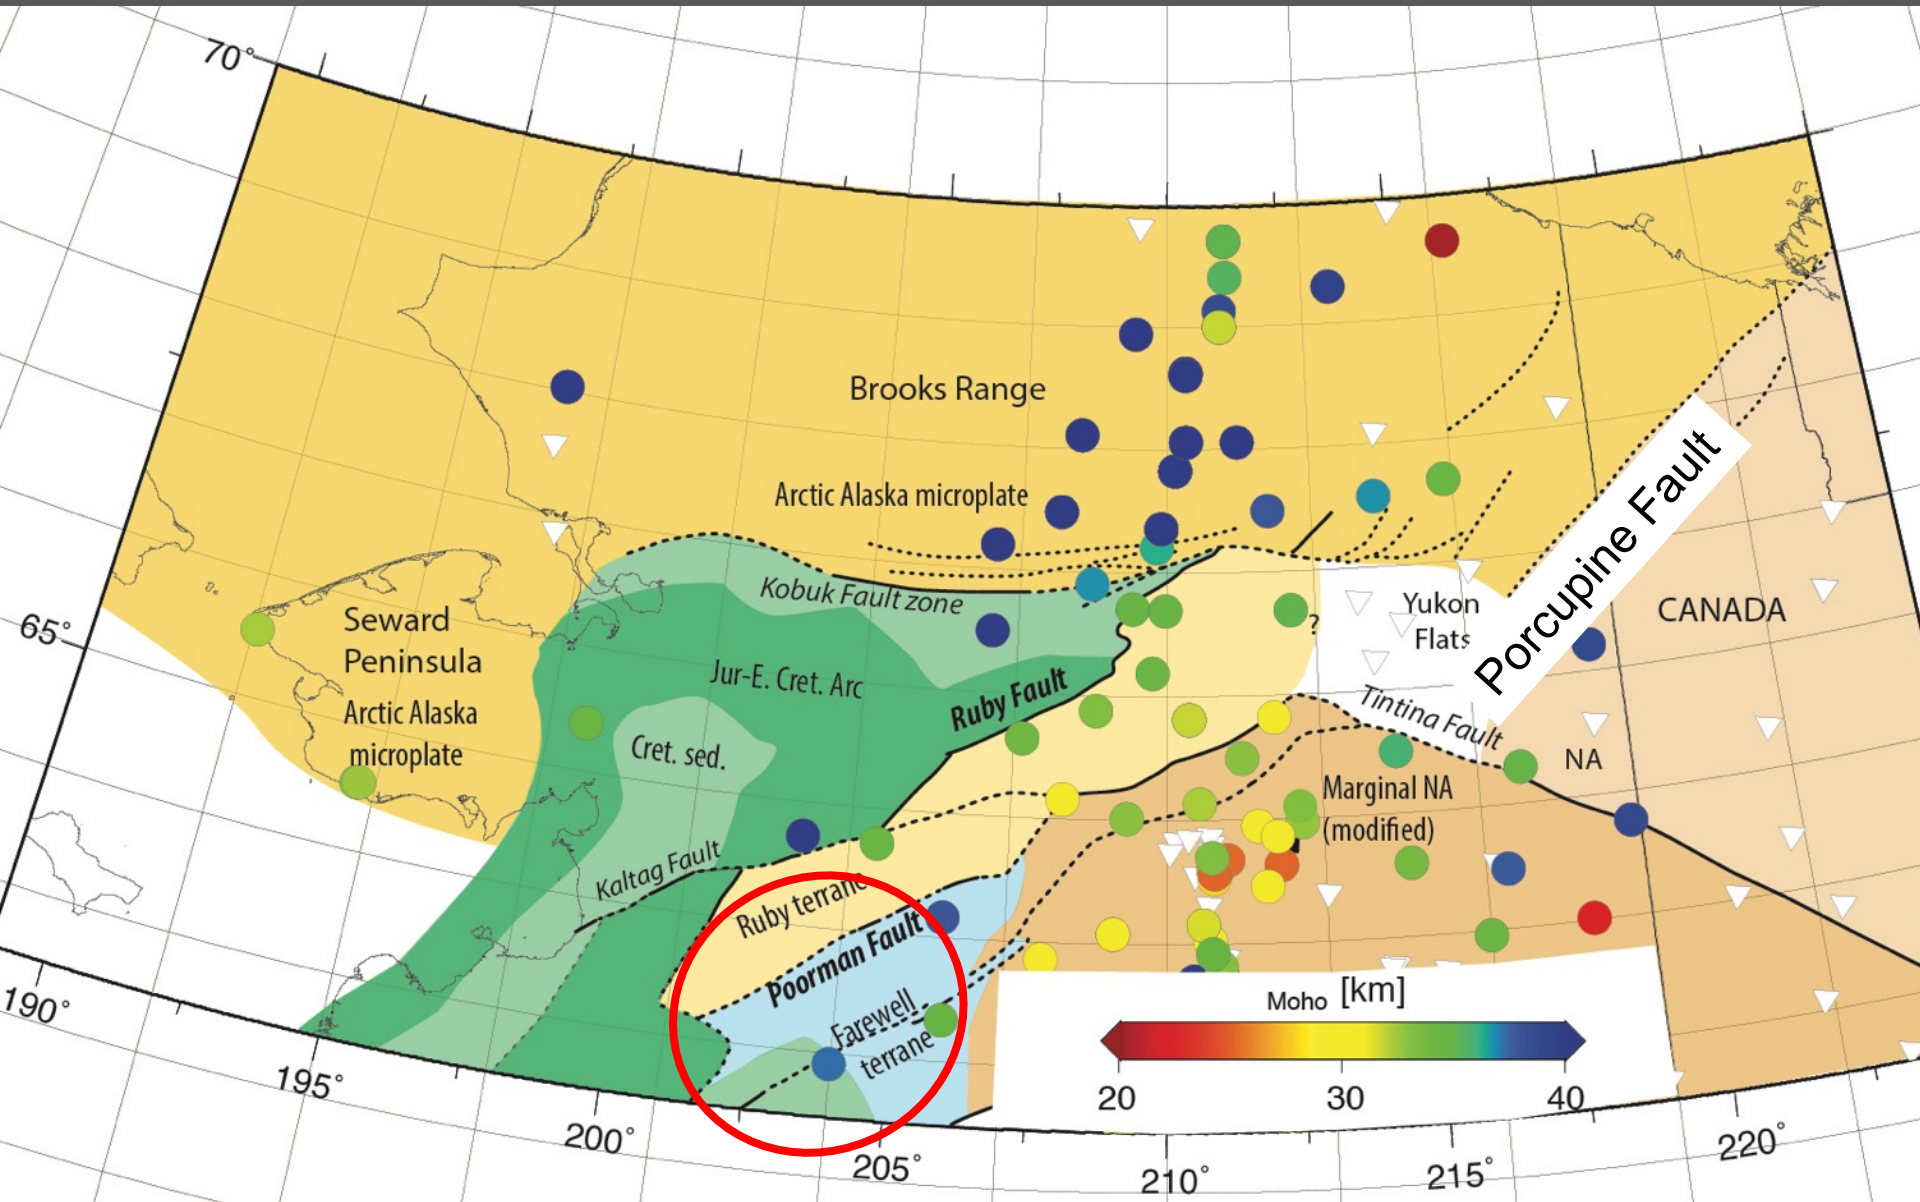 70°
Brooks Range
Arctic Alaska microplate
Porcupine Fault
Kobuk Fault zone
Yukon
Flats
CANADA
?
65°
Seward
Peninsula
Jur-E. Cret. Arc
Ruby Fault
Arctic Alaska
microplate
Tintina Fault
Cret. sed.
NA
Marginal NA
(modified)
Kaltag Fault
Ruby terrane
Poorman Fault
Farewell
terrane
Moho [km]
20 30 40
190°
195°
200°
205°
210°
215°
220°